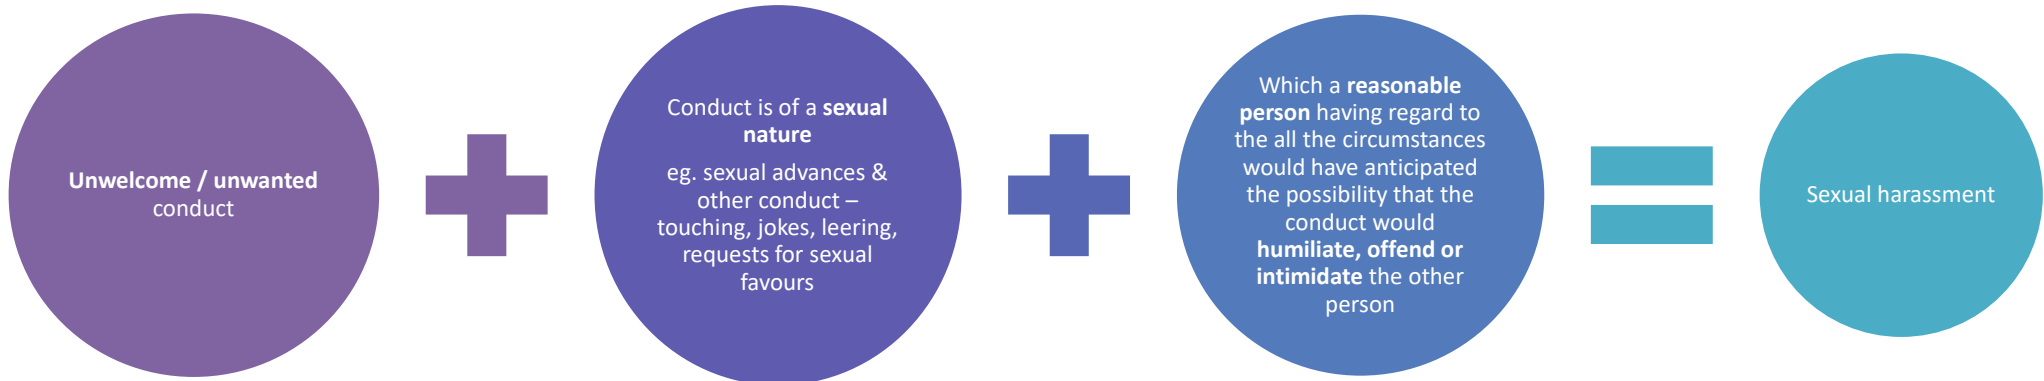 Unwelcome / unwanted
conduct
Conduct is of a sexual
nature
eg. sexual advances &
other conduct –
touching, jokes, leering,
requests for sexual
favours
Which a reasonable
person having regard to
the all the circumstances
would have anticipated
the possibility that the
conduct would
humiliate, offend or
intimidate the other
person
Sexual harassment